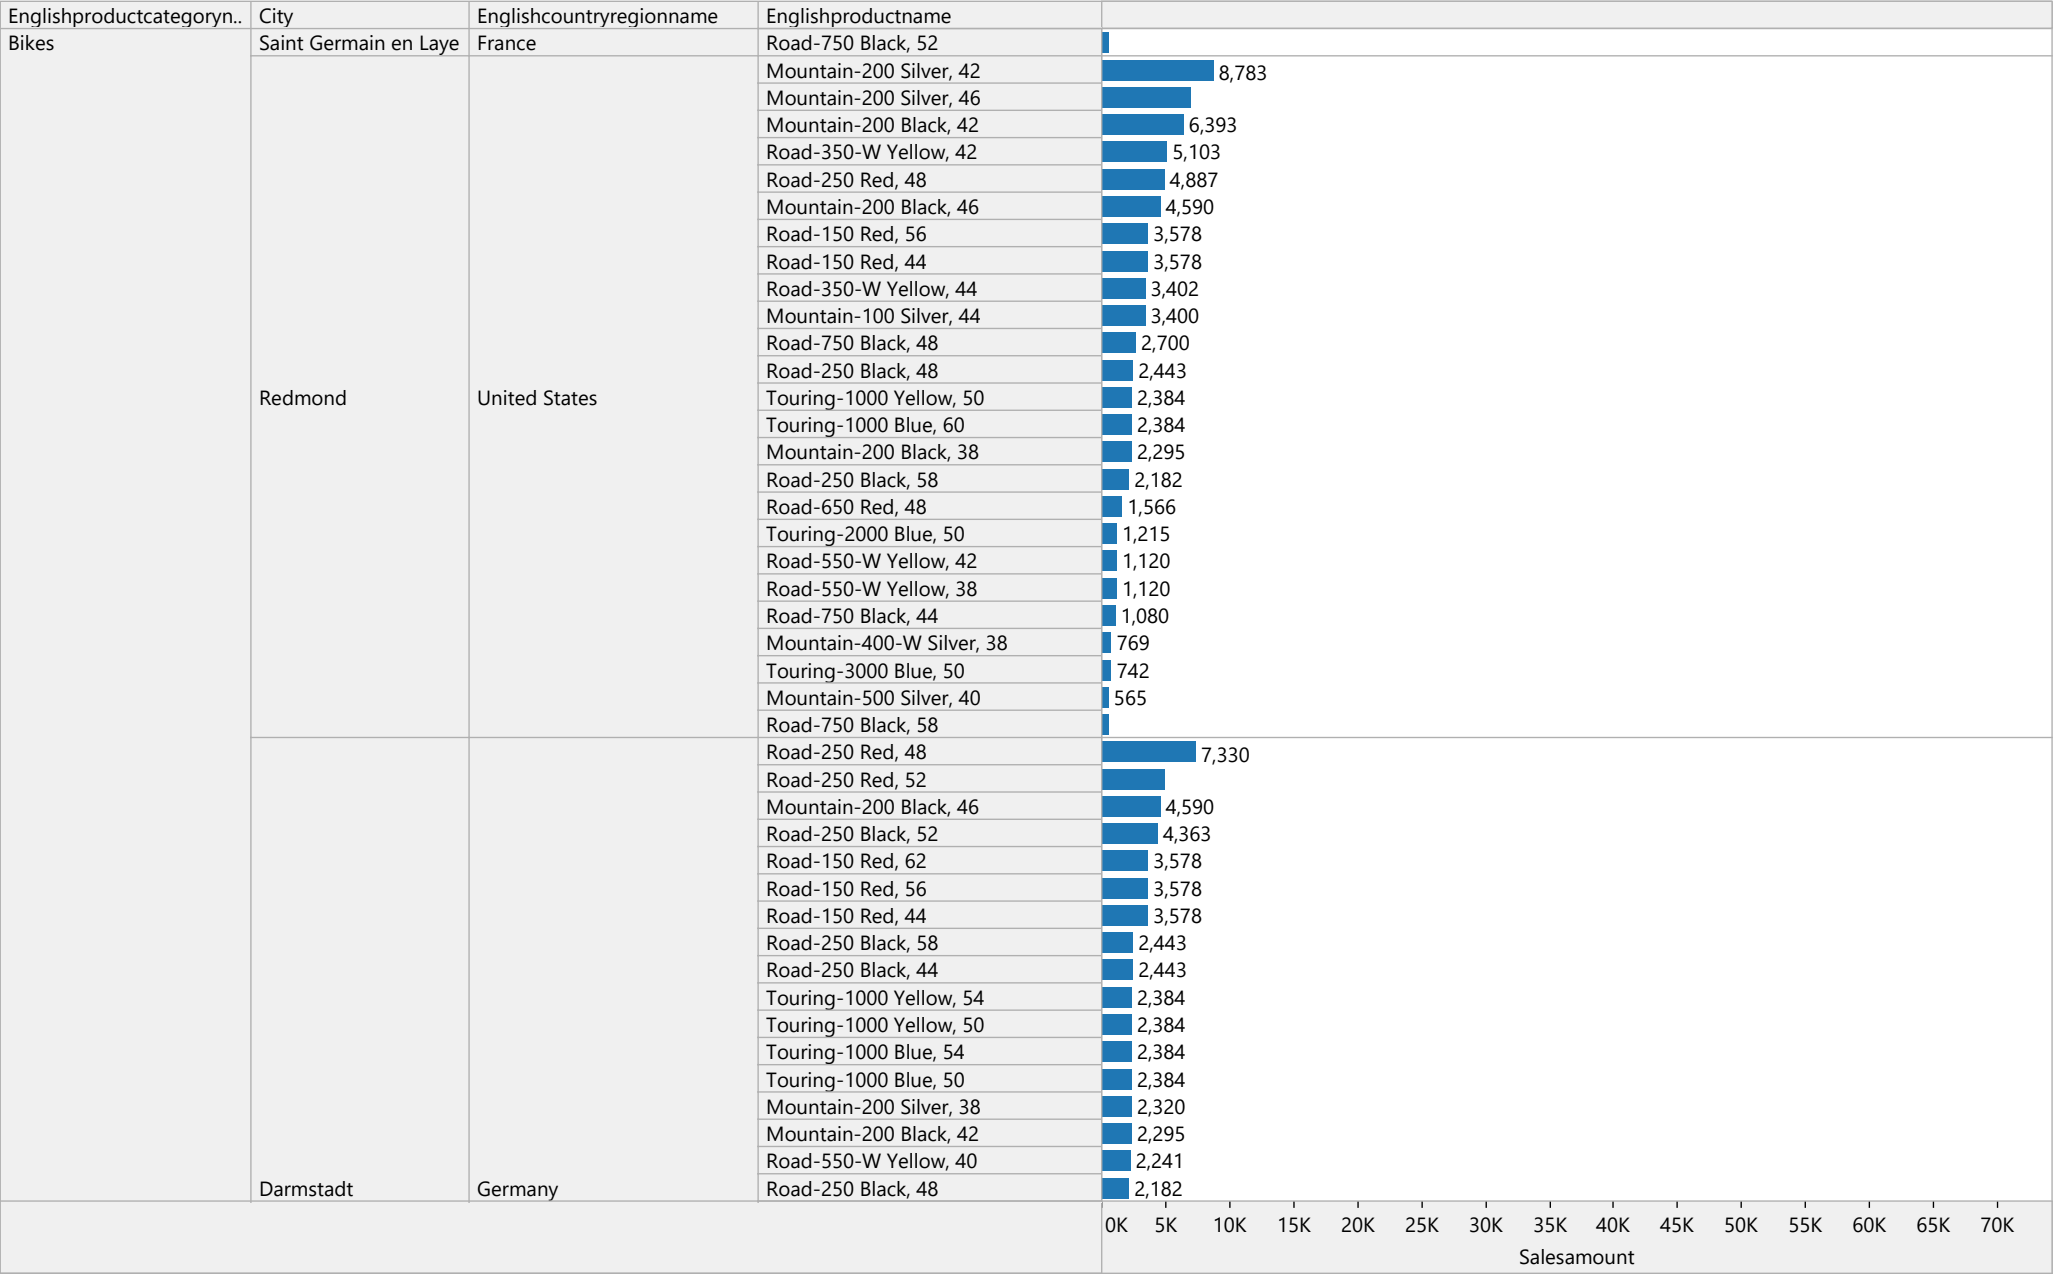 Englishproductcategoryn.. City Englishcountryregionname Englishproductname
Bikes Saint Germain en Laye France Road-750 Black, 52
Mountain-200 Silver, 42 8,783
Mountain-200 Silver, 46
Mountain-200 Black, 42 6,393
Road-350-W Yellow, 42 5,103
Road-250 Red, 48 4,887
Mountain-200 Black, 46 4,590
Road-150 Red, 56 3,578
Road-150 Red, 44 3,578
Road-350-W Yellow, 44 3,402
Mountain-100 Silver, 44 3,400
Road-750 Black, 48 2,700
Road-250 Black, 48 2,443
Redmond United States Touring-1000 Yellow, 50 2,384
Touring-1000 Blue, 60 2,384
Mountain-200 Black, 38 2,295
Road-250 Black, 58 2,182
Road-650 Red, 48 1,566
Touring-2000 Blue, 50 1,215
Road-550-W Yellow, 42 1,120
Road-550-W Yellow, 38 1,120
Road-750 Black, 44 1,080
Mountain-400-W Silver, 38 769
Touring-3000 Blue, 50 742
Mountain-500 Silver, 40 565
Road-750 Black, 58
Road-250 Red, 48 7,330
Road-250 Red, 52
Mountain-200 Black, 46 4,590
Road-250 Black, 52 4,363
Road-150 Red, 62 3,578
Road-150 Red, 56 3,578
Road-150 Red, 44 3,578
Road-250 Black, 58 2,443
Road-250 Black, 44 2,443
Touring-1000 Yellow, 54 2,384
Touring-1000 Yellow, 50 2,384
Touring-1000 Blue, 54 2,384
Touring-1000 Blue, 50 2,384
Mountain-200 Silver, 38 2,320
Mountain-200 Black, 42 2,295
Road-550-W Yellow, 40 2,241
Darmstadt Germany Road-250 Black, 48 2,182
0K 5K 10K 15K 20K 25K 30K 35K 40K 45K 50K 55K 60K 65K 70K
Salesamount